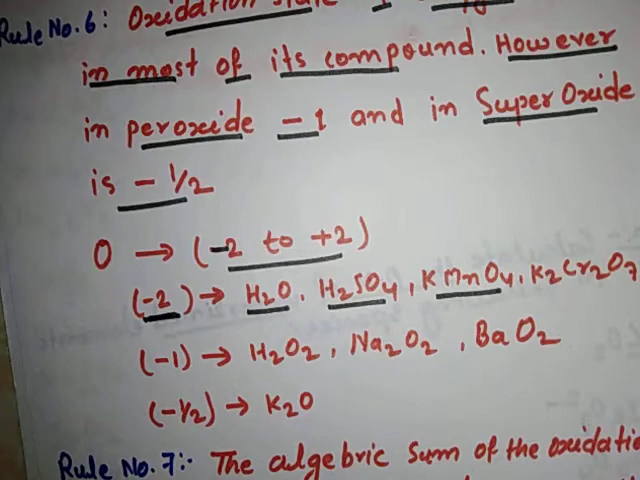 Rule No. 6: Oxidation state
in most of its compound. However
in peroxide -1 and in Super Oxide
is - 1/2
O → (-2 to +2)
(-2) → H2O, H2SO4, KMnO4, K2Cr2O7
(-1) → H2O2, Na2O2, BaO2
(-1/2) → K2O
Rule No. 7:- The algebric sum of the oxidatio